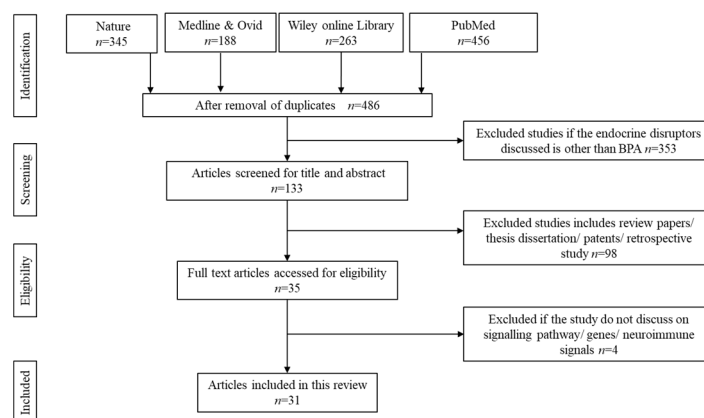 Identification
Nature
n=345
Medline & Ovid
n=188
Wiley online Library
n=263
PubMed
n=456
After removal of duplicates n=486
Excluded studies if the endocrine disruptors
discussed is other than BPA n=353
Screening
Articles screened for title and abstract
n=133
Excluded studies includes review papers/
thesis dissertation/ patents/ retrospective
study n=98
Eligibility
Full text articles accessed for eligibility
n=35
Excluded if the study do not discuss on
signalling pathway/ genes/ neuroimmune
signals n=4
Included
Articles included in this review
n=31